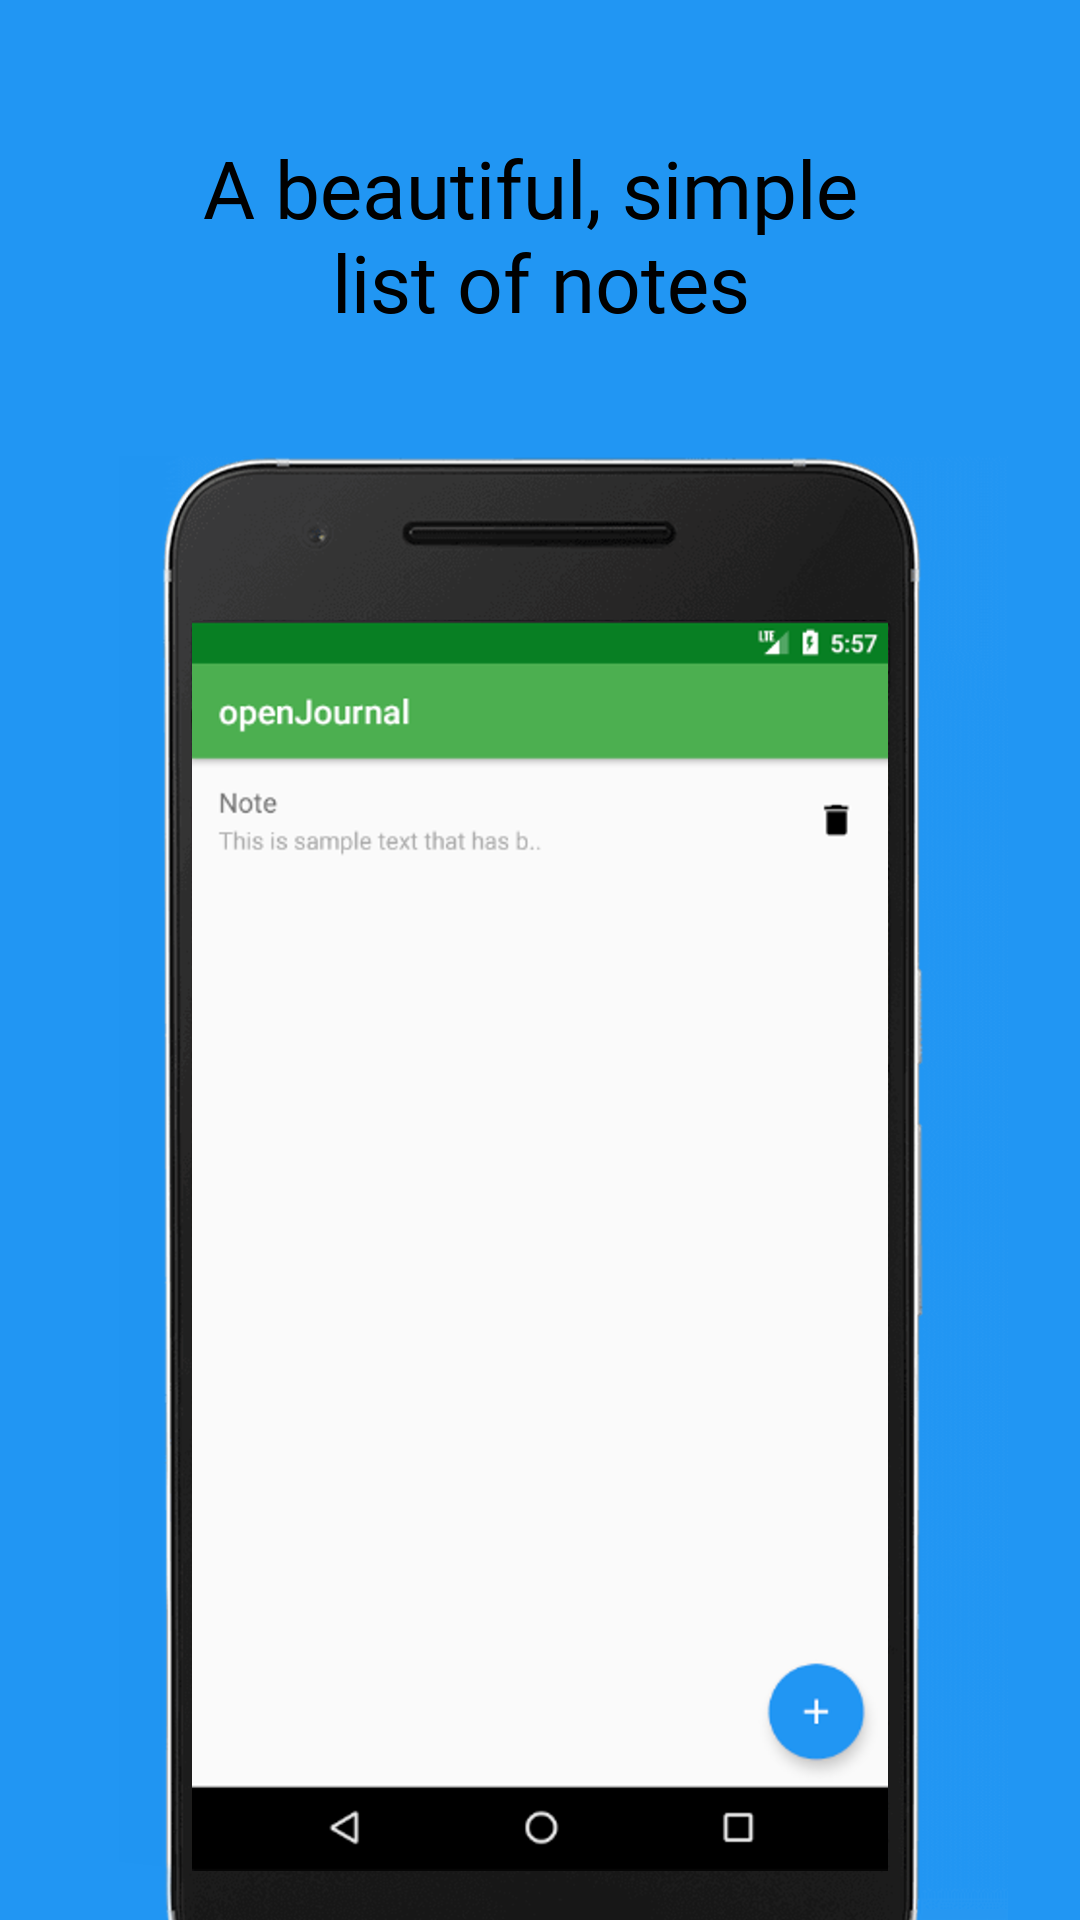 A beautiful, simple
list of notes
LTE 5:57
openJournal
Note
This is sample text that has b..